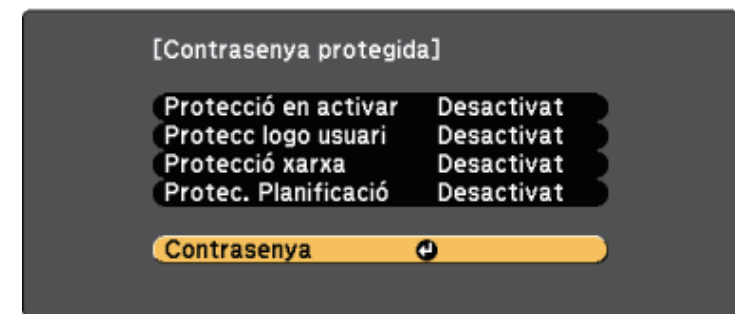 [Contrasenya protegida]
Protecció en activar Desactivat
Protecc logo usuari Desactivat
Protecció xarxa Desactivat
Protec. Planificació Desactivat
Contrasenya